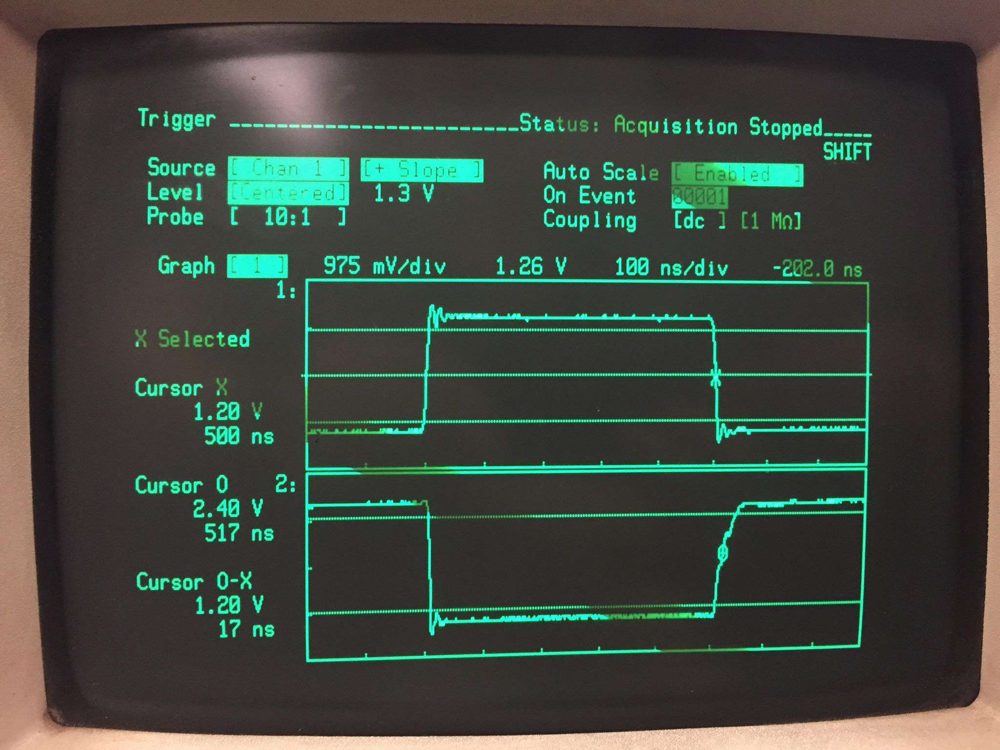 Trigger _________________________Status: Acquisition Stopped_____
SHIFT
Source [ Chan 1 ] [+ Slope ] Auto Scale [ Enabled ]
Level [Centered] 1.3 V On Event 00001
Probe [ 10:1 ] Coupling [dc ] [1 MΩ]
Graph [ 1 ] 975 mV/div 1.26 V 100 ns/div -202.0 ns
1:
X Selected
Cursor X
1.20 V
500 ns
Cursor O 2:
2.40 V
517 ns
Cursor O-X
1.20 V
17 ns